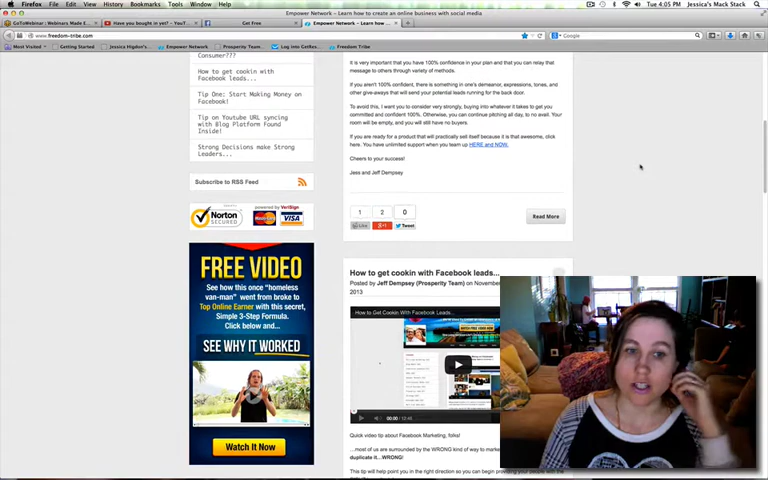 Firefox File Edit View History Bookmarks Tools Window Help
Tue 4:05 PM Jessica's Mack Stack
Empower Network – Learn how to create an online business with social media
GoToWebinar : Webinars Made E...
Have you bought in yet? - YouT...
Get Free
Empower Network – Learn how t...
www.freedom-tribe.com
Google
Most Visited
Getting Started
Jessica Higdon's...
Empower Network
Prosperity Team...
Log into GetRes...
Freedom Tribe
Bookmarks
Consumer???
How to get cookin with
Facebook leads...
Tip One: Start Making Money on
Facebook!
Tip on Youtube URL syncing
with Blog Platform Found
Insider!
Strong Decisions make Strong
Leaders...
Subscribe to RSS Feed
powered by VeriSign
Norton
SECURED
MasterCard
VISA
FREE VIDEO
See how this once "homeless
van-man" went from broke to
Top Online Earner with this secret,
Simple 3-Step Formula.
Click below and...
SEE WHY IT WORKED
Watch It Now
It is very important that you have 100% confidence in your plan and that you can relay that
message to others through variety of methods.
If you aren't 100% confident, there is something in one's demeanor, expressions, tones, and
other give-aways that will send your potential leads running for the back door.
To avoid this, I want you to consider very strongly, buying into whatever it takes to get you
committed and confident 100%. Otherwise, you can continue pitching all day, to no avail. Your
room will be empty, and you will still have no buyers.
If you are ready for a product that will practically sell itself because it is that awesome, click
here. You have unlimited support when you team up HERE and NOW.
Cheers to your success!
Jess and Jeff Dempsey
1 2 0
Like +1 Tweet
Read More
How to get cookin with Facebook leads...
Posted by Jeff Dempsey (Prosperity Team) on November
2013
How to Get Cookin With Facebook Leads...
Quick video tip about Facebook Marketing, folks!
...most of us are surrounded by the WRONG kind of way to
duplicate it...WRONG!
This tip will help point you in the right direction so you can begin providing your people with the